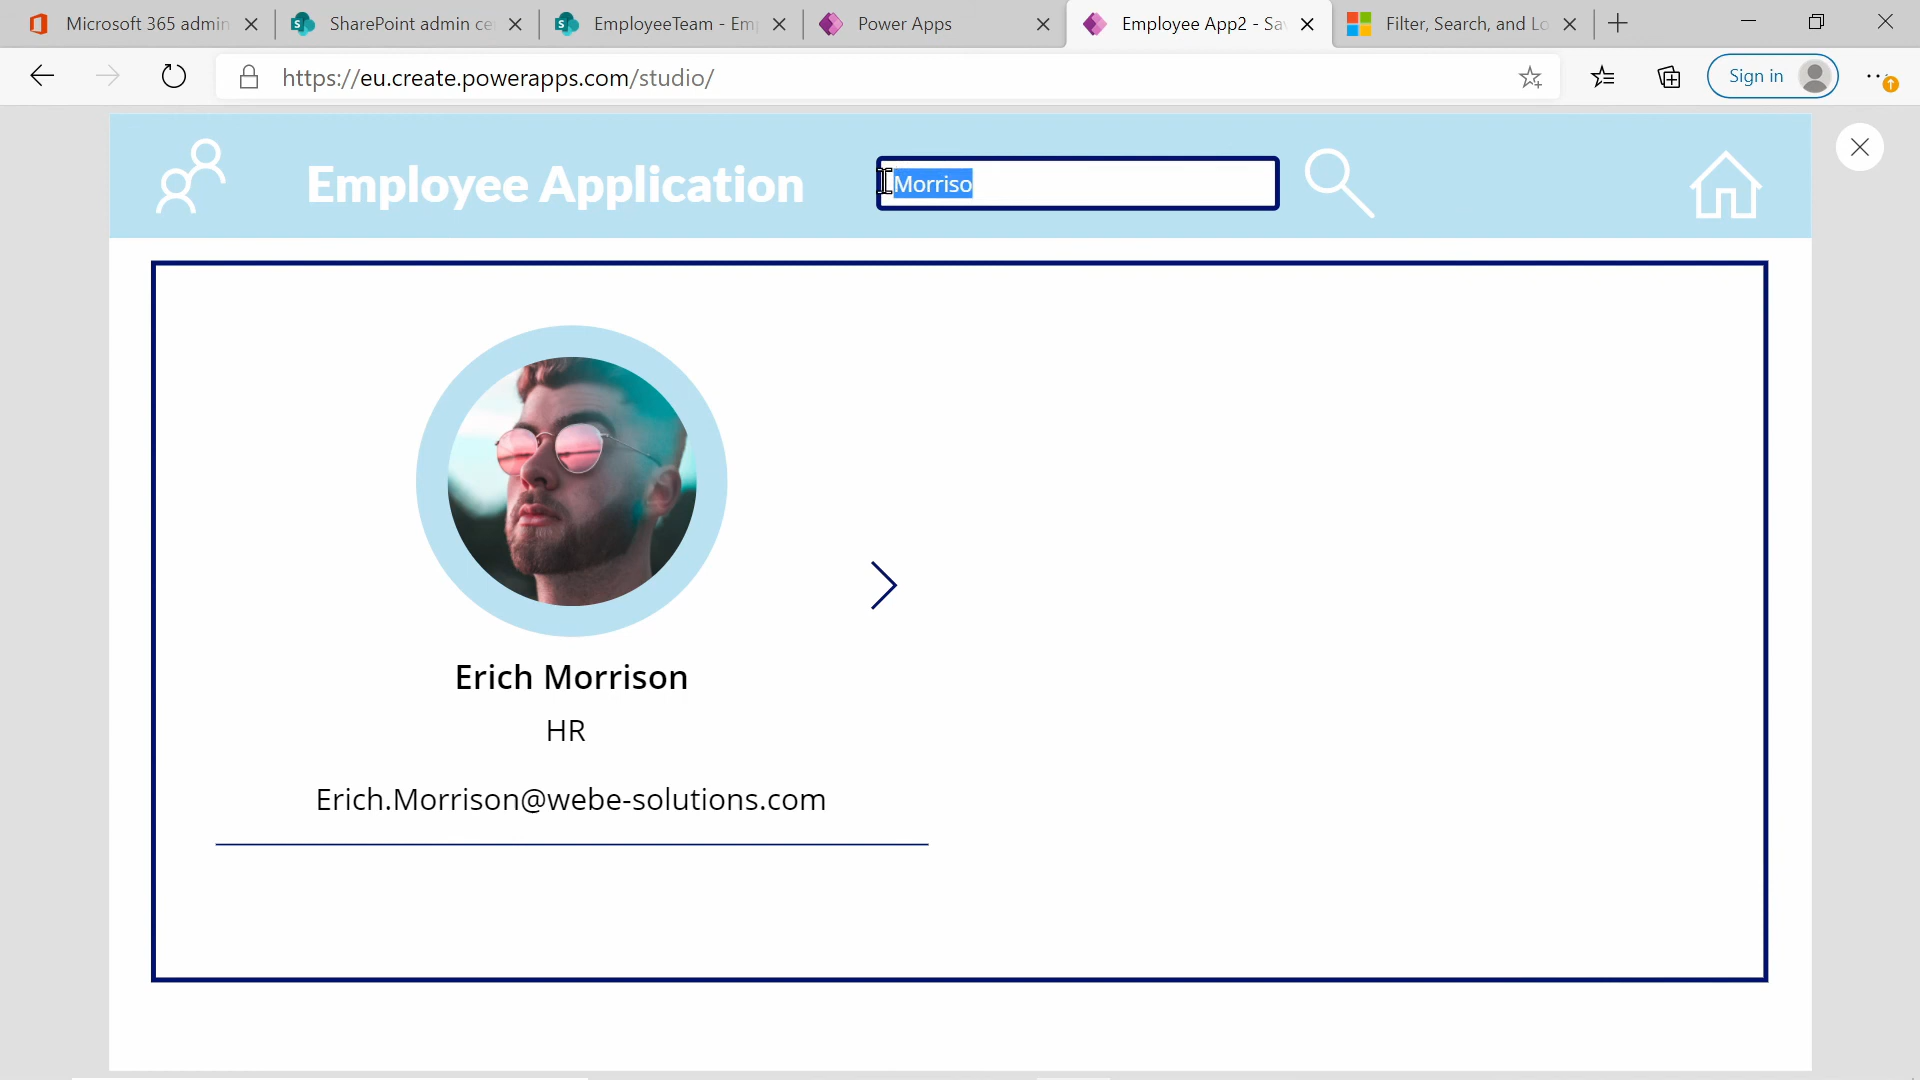 Microsoft 365 admin
SharePoint admin ce
EmployeeTeam - Em
Power Apps
Employee App2 - Sav
Filter, Search, and Lo
https://eu.create.powerapps.com/studio/
Sign in
Employee Application
Morriso
Erich Morrison
HR
Erich.Morrison@webe-solutions.com